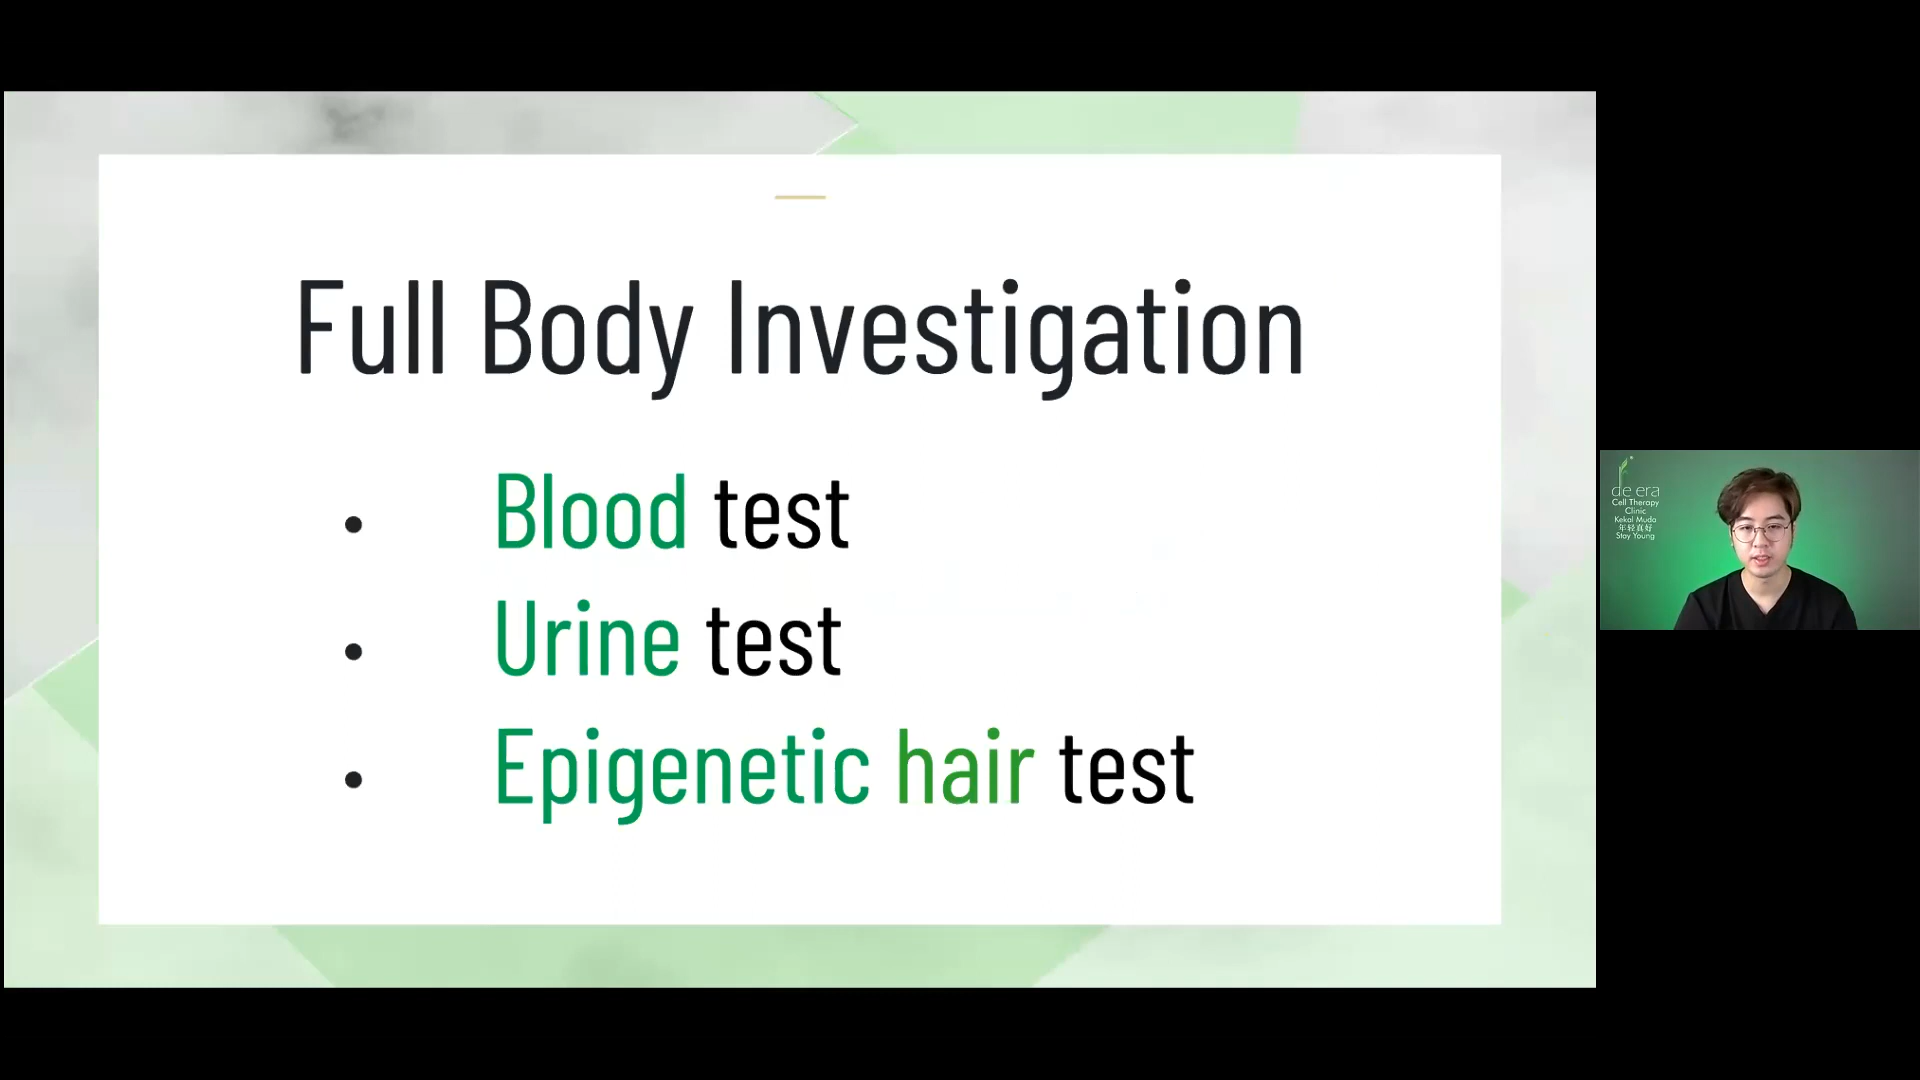 Full Body Investigation
• Blood test
• Urine test
• Epigenetic hair test
de era
Cell Therapy
Clinic
Kekal Muda
年轻真好
Stay Young